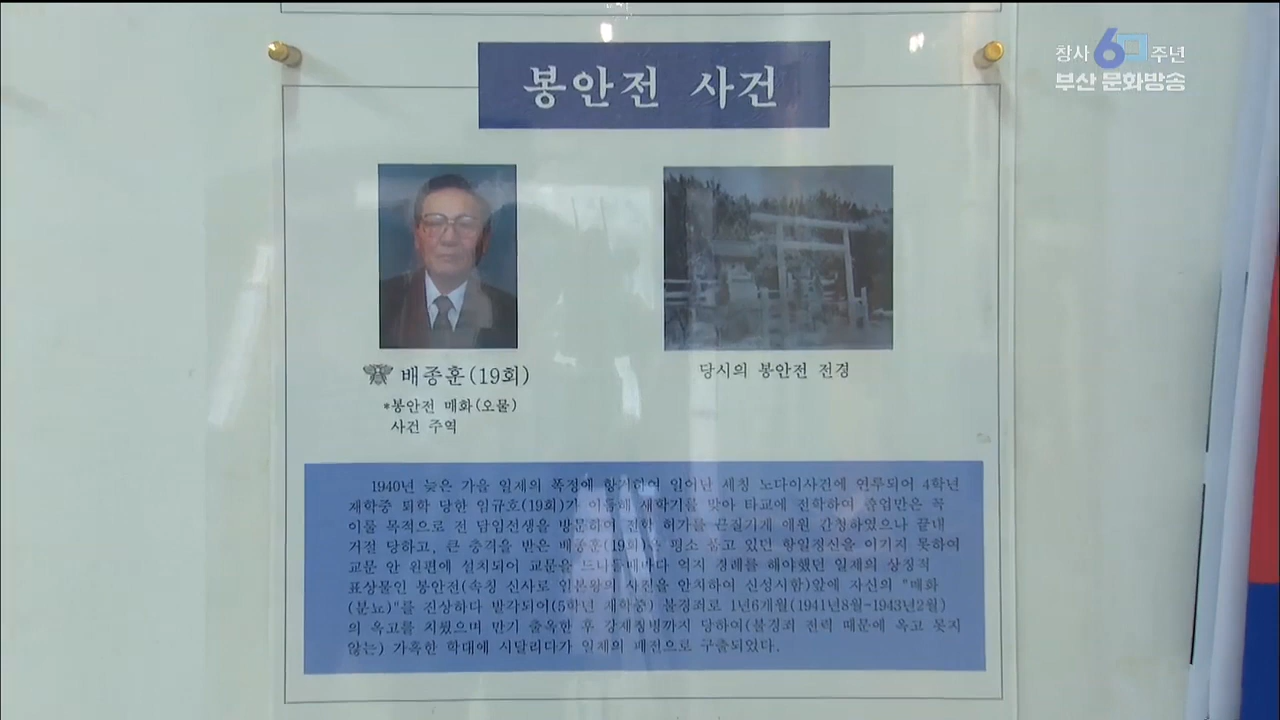 창사 60 주년
부산 문화방송
봉안전 사건
배종훈(19회)
*봉안전 매화(오물)
사건 주역
당시의 봉안전 전경
1940년 늦은 가을 일제의 폭정에 항거하여 일어난 세칭 노다이사건에 연루되어 4학년
재학중 퇴학 당한 임규호(19회)가 이듬해 새학기를 맞아 타교에 전학하여 졸업만은 꼭
이룰 목적으로 전 담임선생을 방문하여 전학 허가를 끈질기게 애원 간청하였으나 끝내
거절 당하고, 큰 충격을 받은 배종훈(19회)은 평소 품고 있던 항일정신을 이기지 못하여
교문 안 왼편에 설치되어 교문을 드나들때마다 억지 경례를 해야했던 일제의 상징적
표상물인 봉안전(속칭 신사로 일본왕의 사진을 안치하여 신성시함)앞에 자신의 "매화
(분뇨)"를 진상하다 발각되어(5학년 재학중) 불경죄로 1년6개월(1941년8월~1943년2월)
의 옥고를 치뤘으며 만기 출옥한 후 강제징병까지 당하여(불경죄 전력 때문에 옥고 못지
않는) 가혹한 학대에 시달리다가 일제의 패전으로 구출되었다.